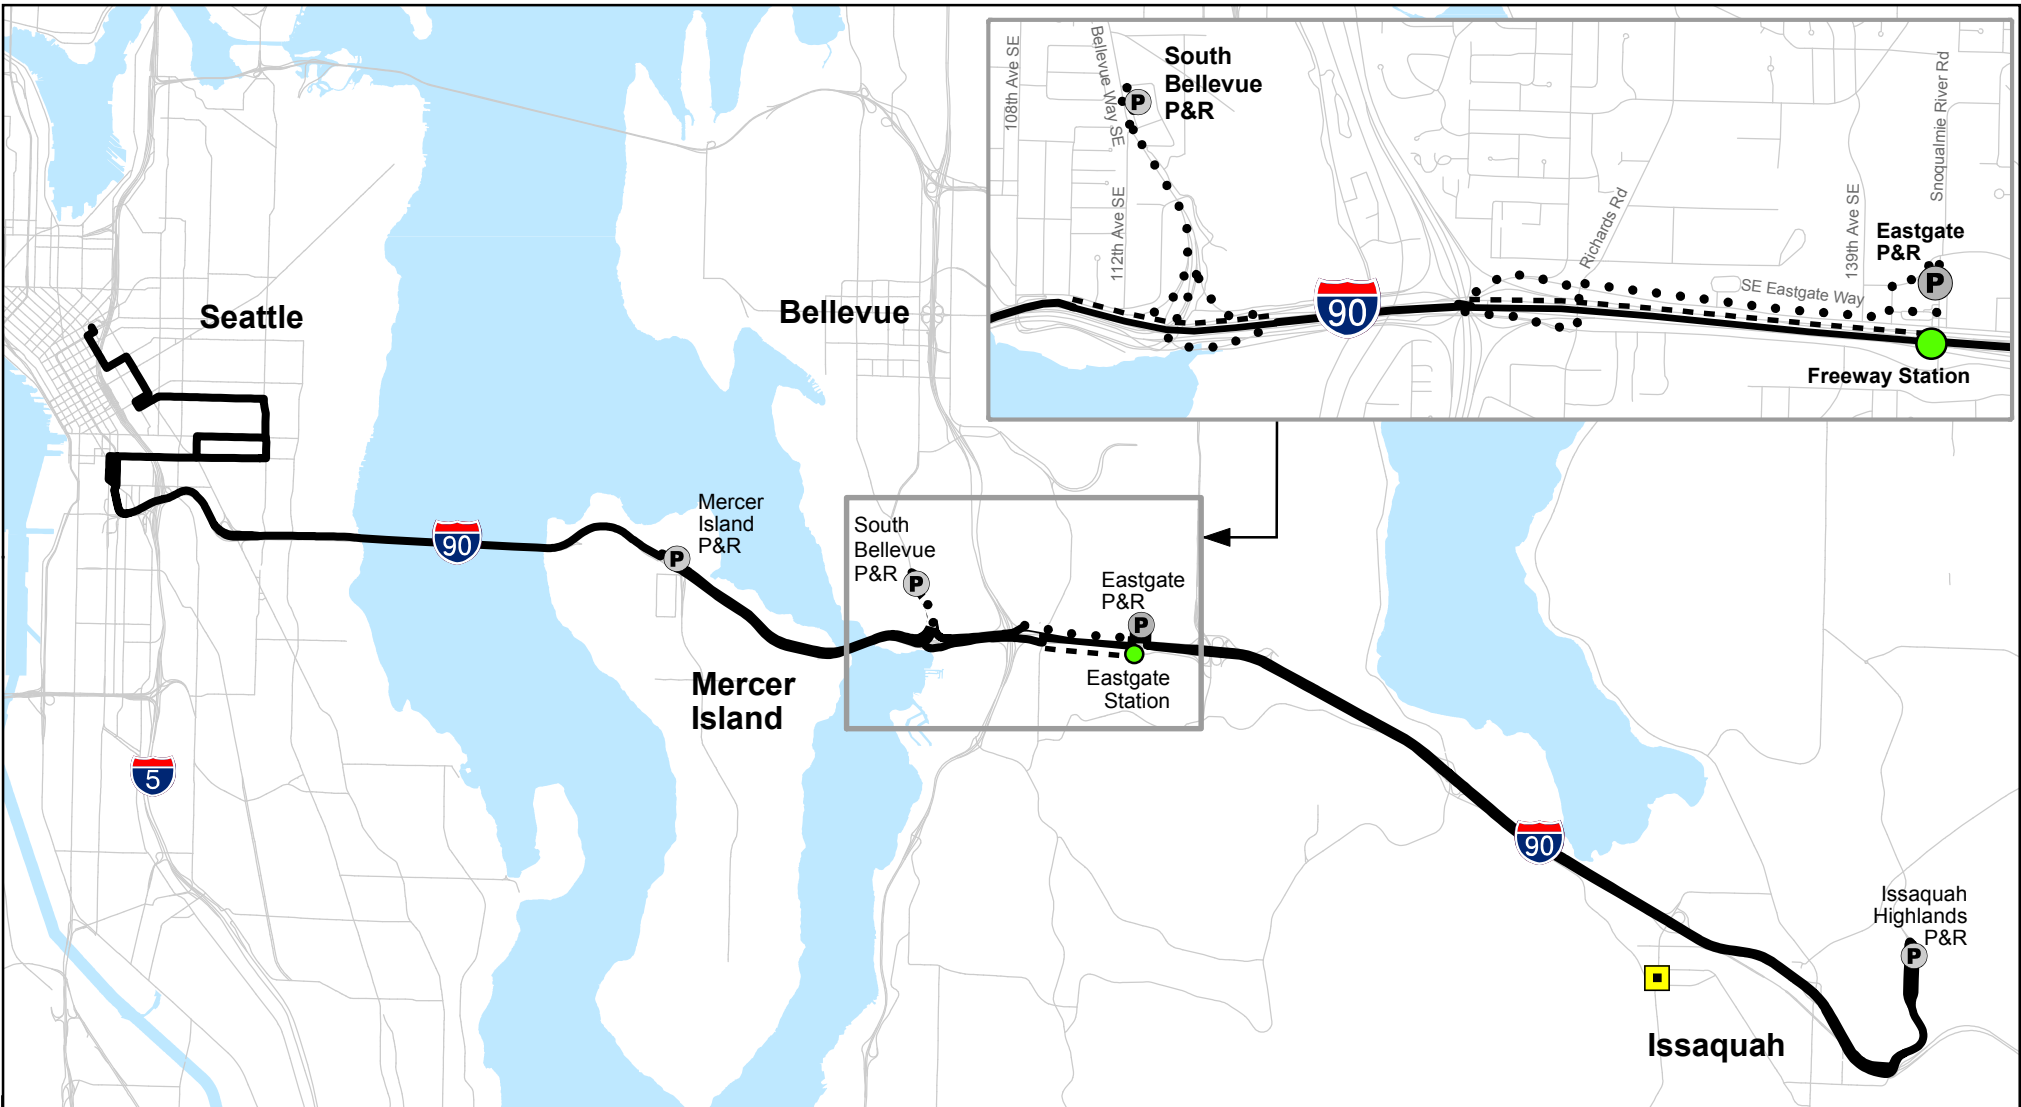 108th Ave SE
Bellevue Way SE
South
Bellevue
P&R
P
112th Ave SE
Richards Rd
139th Ave SE
Snoqualmie River Rd
Eastgate
P&R
P
SE Eastgate Way
90
Freeway Station
Seattle
Bellevue
Mercer
Island
P&R
P
90
South
Bellevue
P&R
P
Eastgate
P&R
P
Eastgate
Station
Mercer
Island
5
90
Issaquah
Highlands
P&R
P
Issaquah